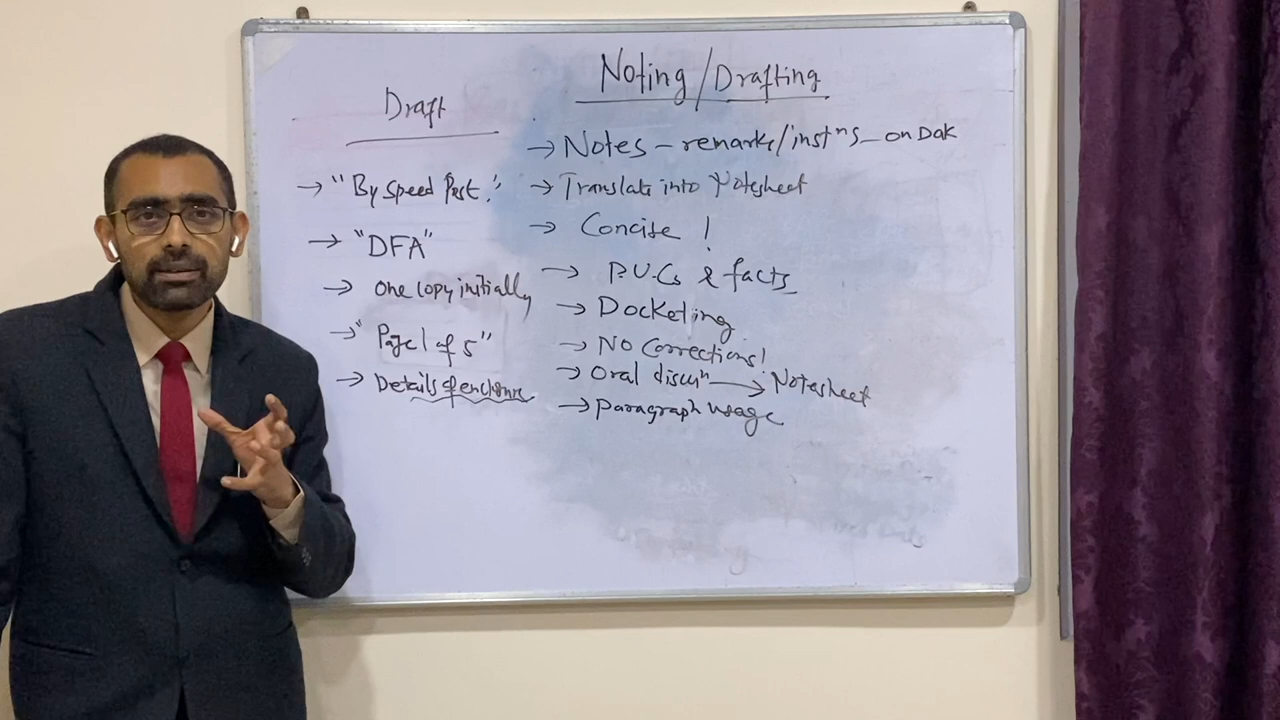 Noting/Drafting
Draft
→ "By Speed Post."
→ "DFA"
→ One copy initially
→ "Page 1 of 5"
→ Details of enclosure
→ Notes – remarks/instⁿs – on Dak
→ Translate into Notesheet
→ Concise!
→ P.U.Cs & facts
→ Docketing
→ NO Corrections!
→ Oral discuⁿ → Notesheet
→ Paragraph usage